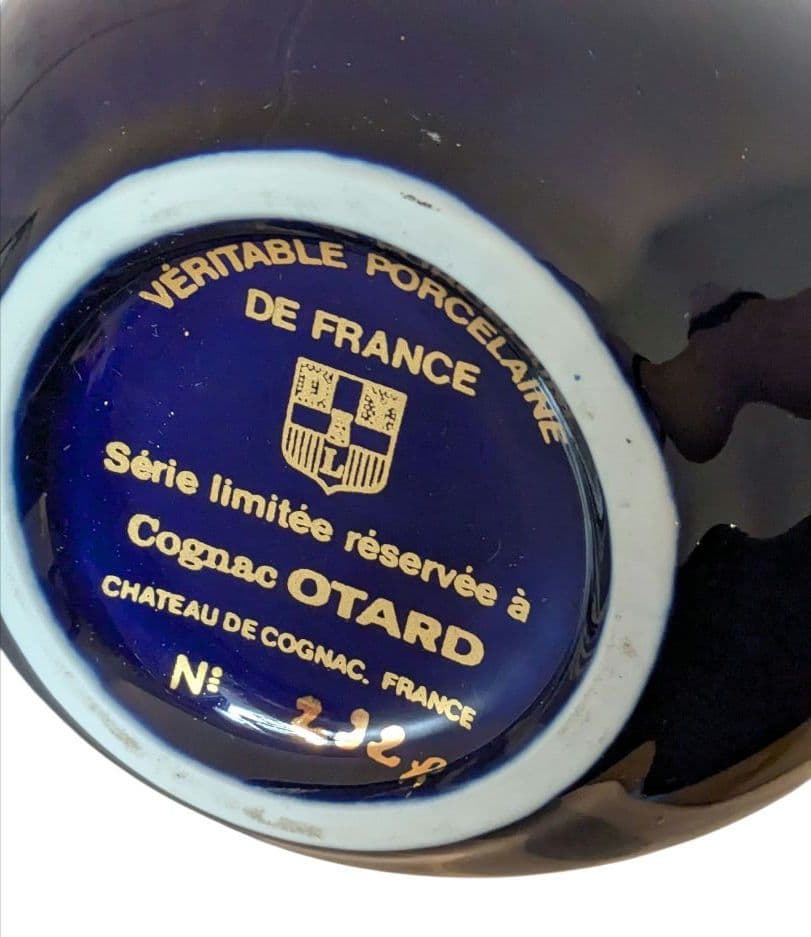 VÉRITABLE PORCELAINE
DE FRANCE
L
Série limitée réservée à
Cognac OTARD
CHATEAU DE COGNAC. FRANCE
N: